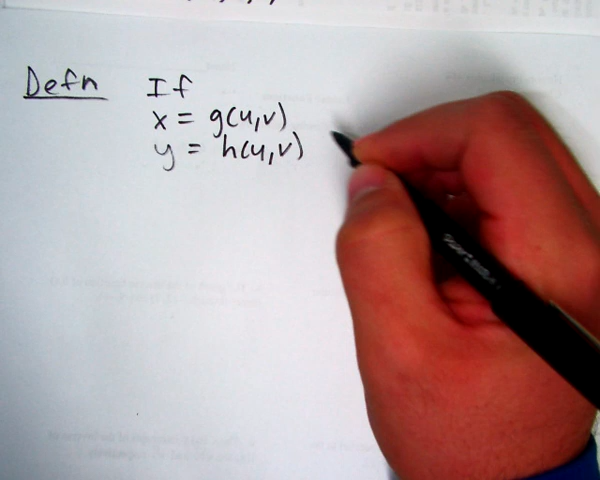 Defn If
x = g(u,v)
y = h(u,v)